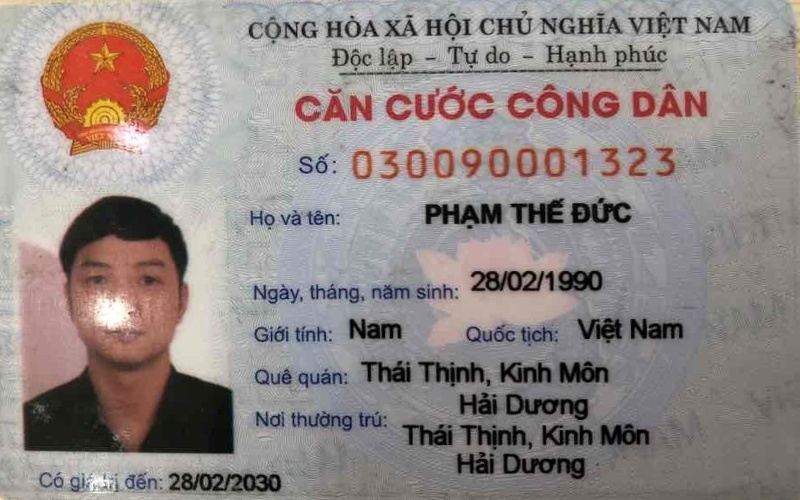 CỘNG HÒA XÃ HỘI CHỦ NGHĨA VIỆT NAM
Độc lập – Tự do – Hạnh phúc
CĂN CƯỚC CÔNG DÂN
Số: 030090001323
Họ và tên: PHẠM THẾ ĐỨC
Ngày, tháng, năm sinh: 28/02/1990
Giới tính: Nam Quốc tịch: Việt Nam
Quê quán: Thái Thịnh, Kinh Môn
Hải Dương
Nơi thường trú: Thái Thịnh, Kinh Môn
Hải Dương
Có giá trị đến: 28/02/2030